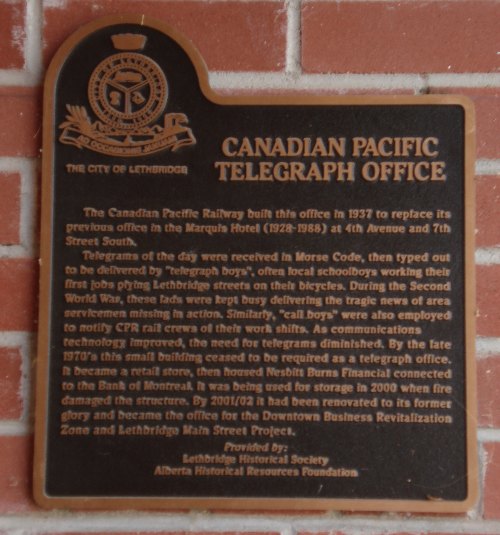 THE CITY OF LETHBRIDGE
CANADIAN PACIFIC
TELEGRAPH OFFICE
The Canadian Pacific Railway built this office in 1937 to replace its
previous office in the Marquis Hotel (1928-1988) at 4th Avenue and 7th
Street South.
Telegrams of the day were received in Morse Code, then typed out
to be delivered by "telegraph boys", often local schoolboys working their
first jobs plying Lethbridge streets on their bicycles. During the Second
World War, these lads were kept busy delivering the tragic news of area
servicemen missing in action. Similarly, "call boys" were also employed
to notify CPR rail crews of their work shifts. As communications
technology improved, the need for telegrams diminished. By the late
1970's this small building ceased to be required as a telegraph office.
It became a retail store, then housed Nesbitt Burns Financial connected
to the Bank of Montreal. It was being used for storage in 2000 when fire
damaged the structure. By 2001/02 it had been renovated to its former
glory and became the office for the Downtown Business Revitalization
Zone and Lethbridge Main Street Project.
Provided by:
Lethbridge Historical Society
Alberta Historical Resources Foundation